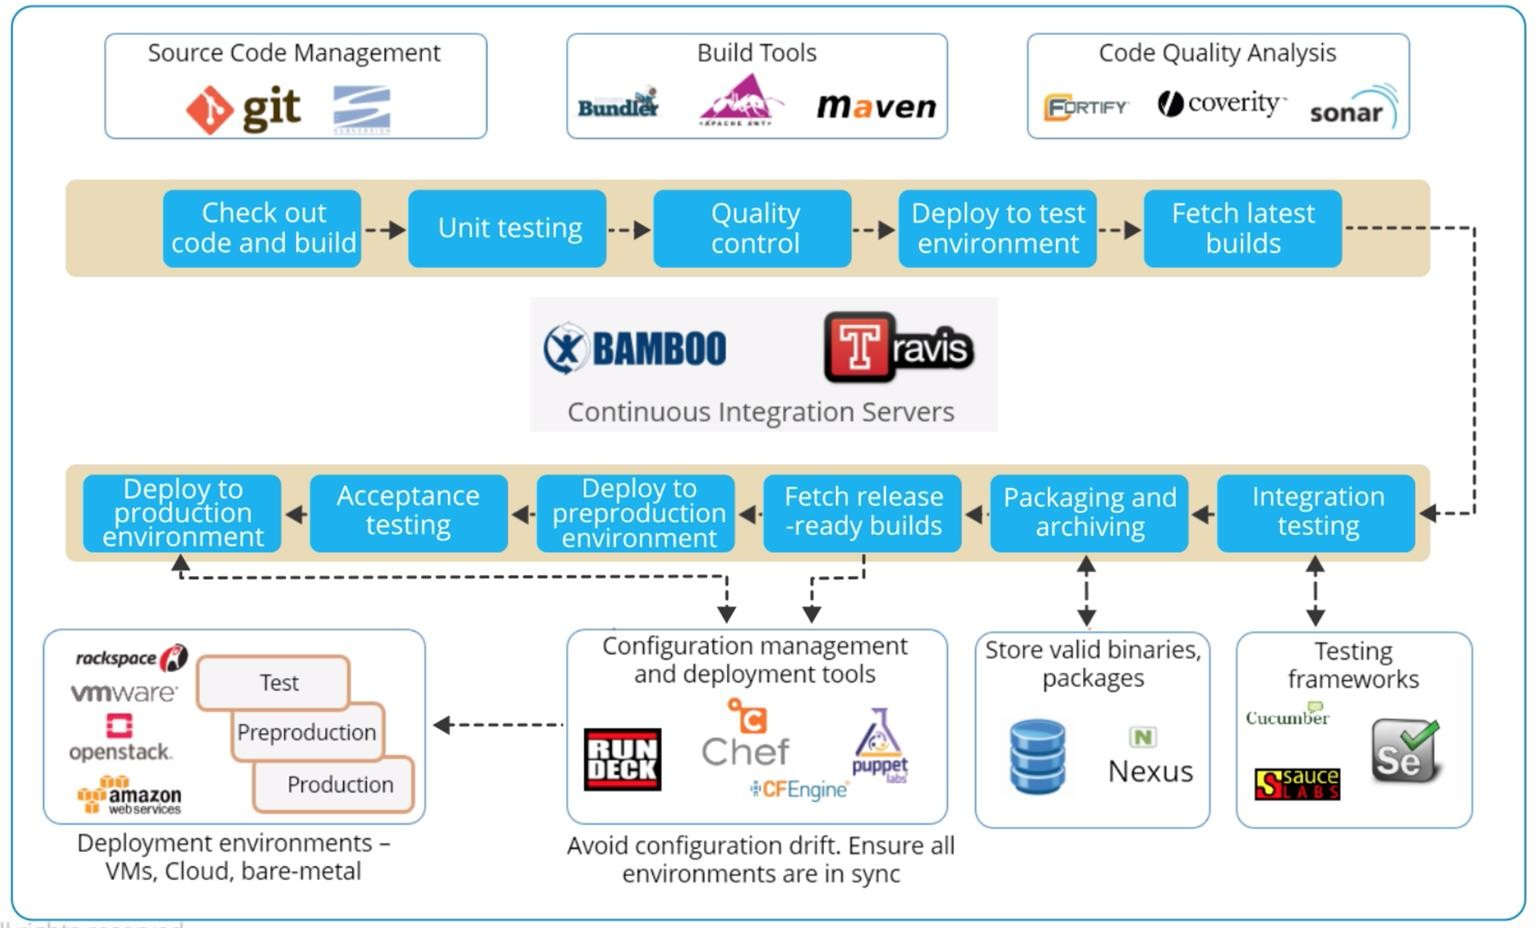 Source Code Management
git
SUBVERSION
Build Tools
Bundler
APACHE ANT
maven
Code Quality Analysis
FORTIFY
coverity
sonar
Check out
code and build
Unit testing
Quality
control
Deploy to test
environment
Fetch latest
builds
BAMBOO
Travis
Continuous Integration Servers
Deploy to
production
environment
Acceptance
testing
Deploy to
preproduction
environment
Fetch release
-ready builds
Packaging and
archiving
Integration
testing
rackspace
vmware
openstack.
amazon
web services
Test
Preproduction
Production
Deployment environments –
VMs, Cloud, bare-metal
Configuration management
and deployment tools
RUN
DECK
Chef
CFEngine
puppet
labs
Avoid configuration drift. Ensure all
environments are in sync
Store valid binaries,
packages
N
Nexus
Testing
frameworks
Cucumber
Se
sauce
LABS